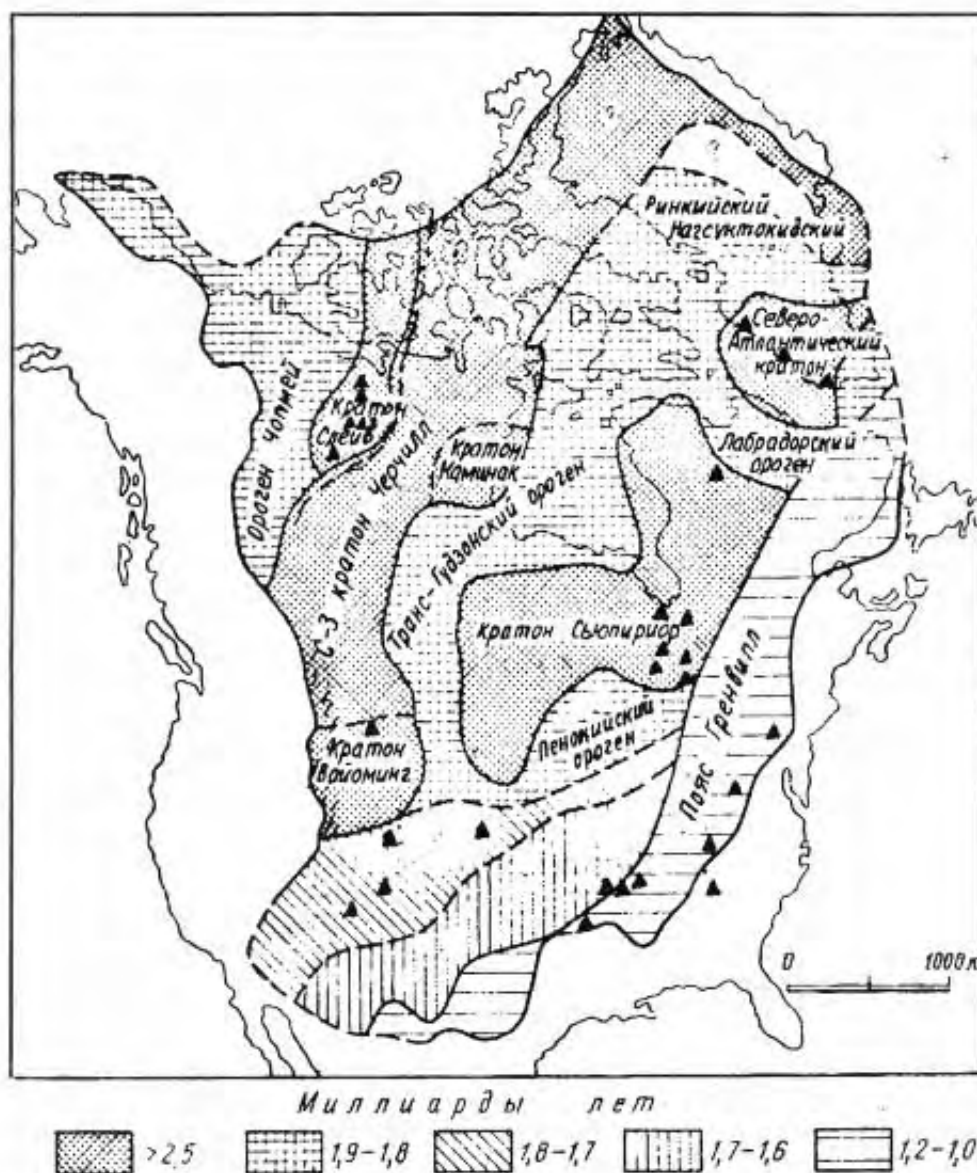 Ринкийский
Нагсунтокидский
Северо-
Атлантический
кратон
Ороген Чопмей
Кратон
Слейв
С-З кратон Черчилл
Кратон
Каминак
Лабрадорский
ороген
Транс-Гудзонский ороген
Кратон Сьюпириор
Пенокийский
ороген
Пояс Гренвилл
Кратон
Вайоминг
0 1000 к
Миллиарды лет
>2,5 1,9-1,8 1,8-1,7 1,7-1,6 1,2-1,0